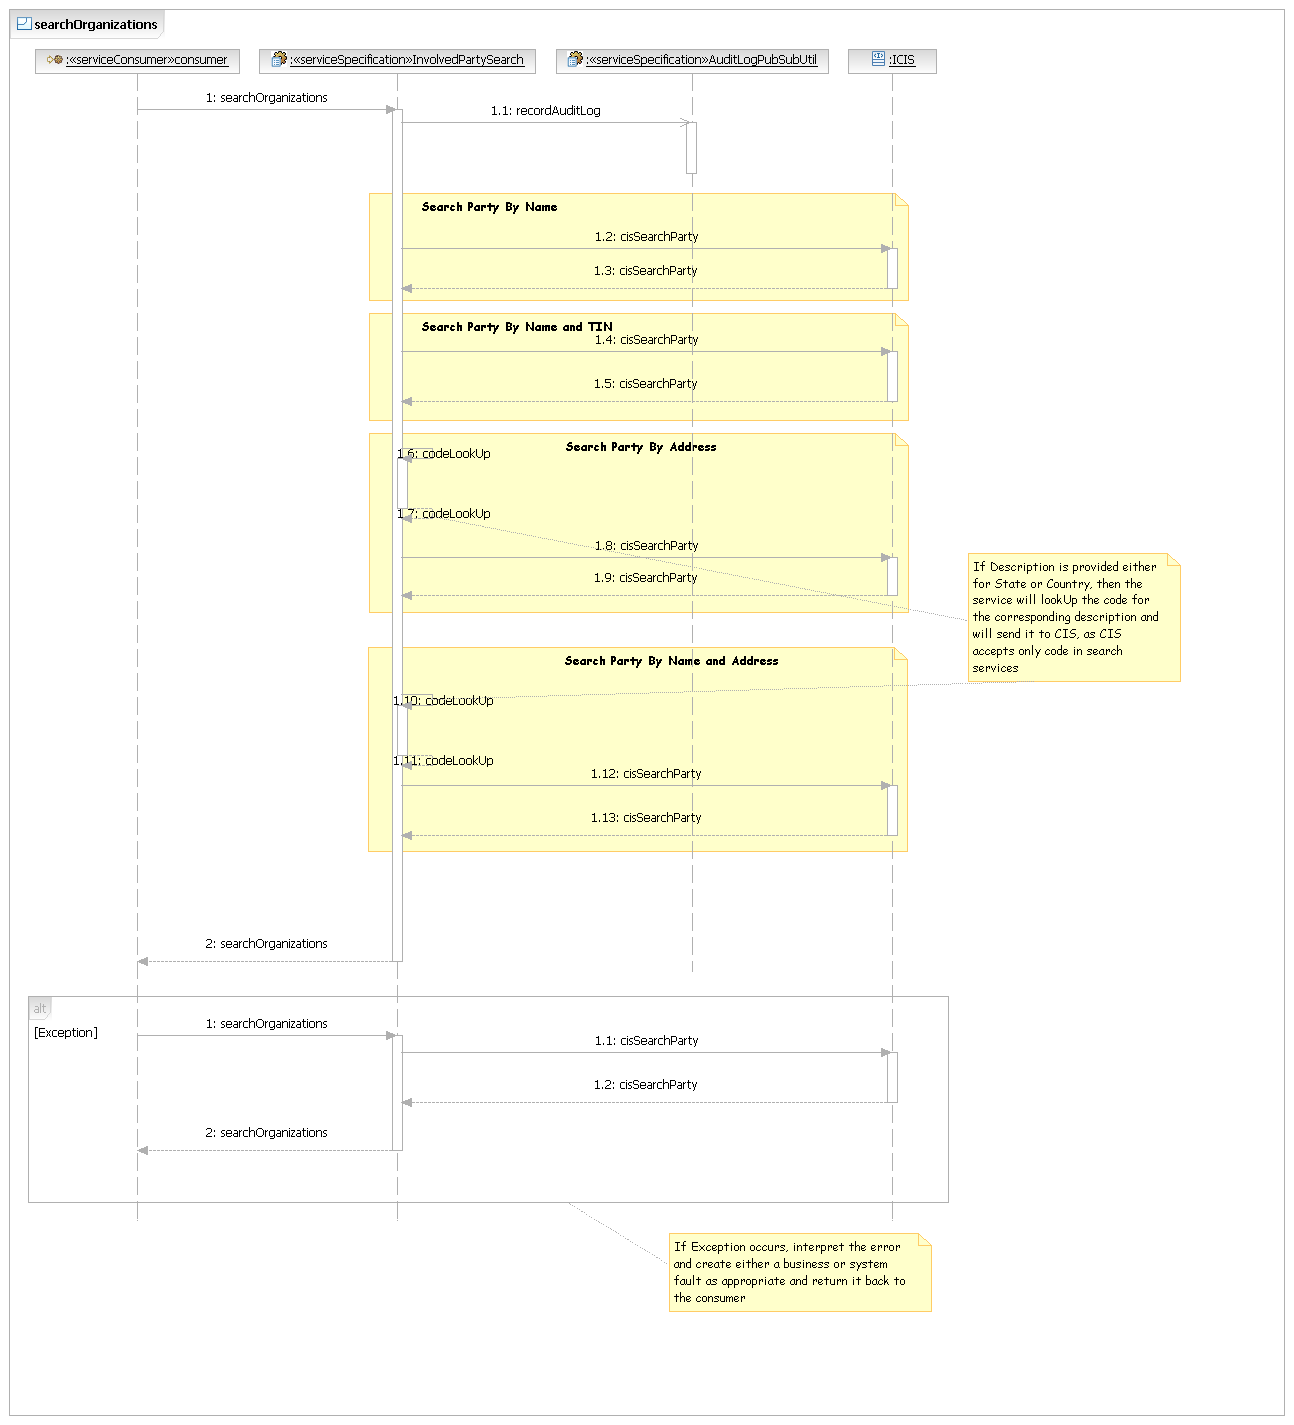 searchOrganizations
:«serviceConsumer»consumer
:«serviceSpecification»InvolvedPartySearch
:«serviceSpecification»AuditLogPubSubUtil
:ICIS
1: searchOrganizations
1.1: recordAuditLog
Search Party By Name
1.2: cisSearchParty
1.3: cisSearchParty
Search Party By Name and TIN
1.4: cisSearchParty
1.5: cisSearchParty
Search Party By Address
1.6: codeLookUp
1.7: codeLookUp
1.8: cisSearchParty
1.9: cisSearchParty
If Description is provided either
for State or Country, then the
service will lookUp the code for
the corresponding description and
will send it to CIS, as CIS
accepts only code in search
services
Search Party By Name and Address
1.10: codeLookUp
1.11: codeLookUp
1.12: cisSearchParty
1.13: cisSearchParty
2: searchOrganizations
alt
[Exception]
1: searchOrganizations
1.1: cisSearchParty
1.2: cisSearchParty
2: searchOrganizations
If Exception occurs, interpret the error
and create either a business or system
fault as appropriate and return it back to
the consumer